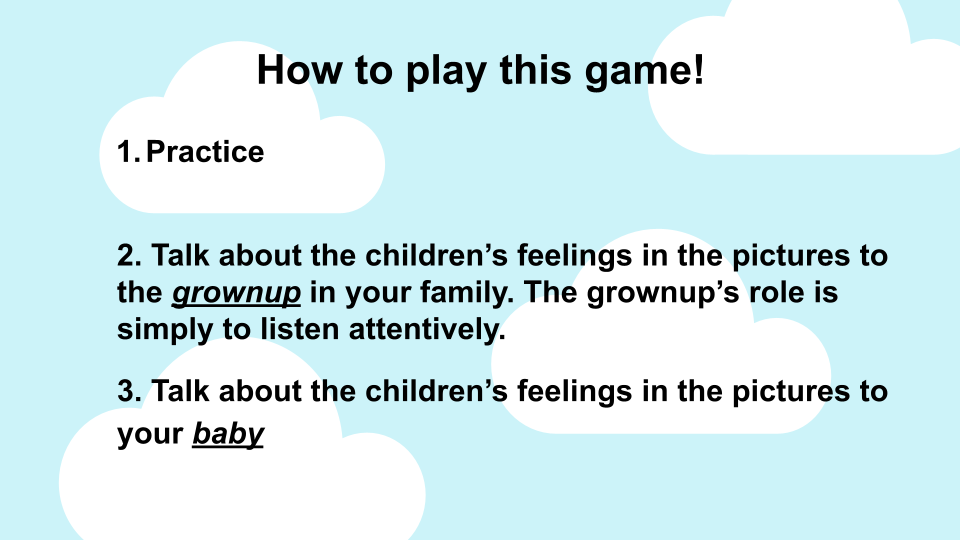 How to play this game!
1. Practice
2. Talk about the children’s feelings in the pictures to
the grownup in your family. The grownup’s role is
simply to listen attentively.
3. Talk about the children’s feelings in the pictures to
your baby